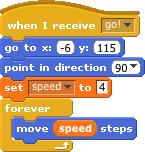 when I receive go!
go to x: -6 y: 115
point in direction 90
set speed to 4
forever
move speed steps